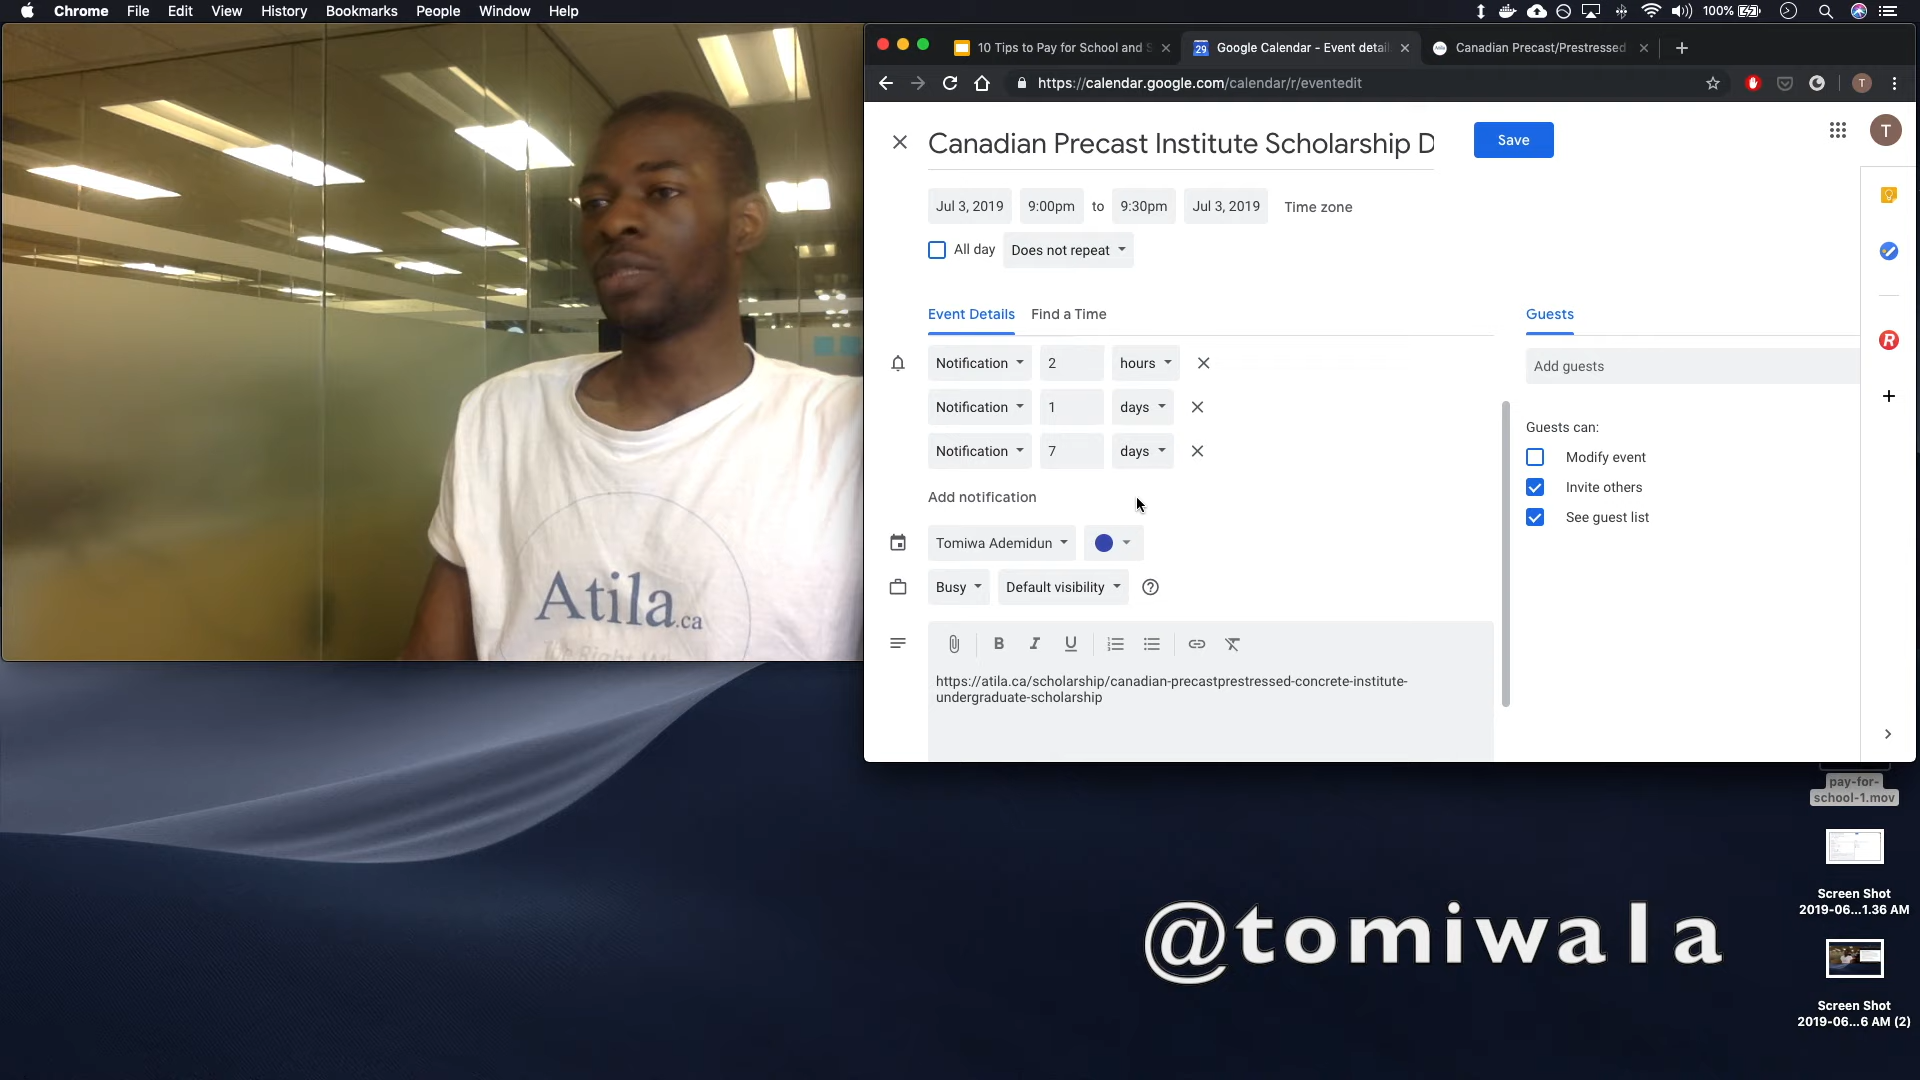 Chrome File Edit View History Bookmarks People Window Help
100%
10 Tips to Pay for School and S
29 Google Calendar - Event detail
Canadian Precast/Prestressed
https://calendar.google.com/calendar/r/eventedit
T
Canadian Precast Institute Scholarship D
Save
T
Jul 3, 2019 9:00pm to 9:30pm Jul 3, 2019 Time zone
All day Does not repeat
Event Details Find a Time
Guests
Notification 2 hours
Add guests
Notification 1 days
Guests can:
Notification 7 days
Modify event
Invite others
Add notification
See guest list
Tomiwa Ademidun
Busy Default visibility
B I U
https://atila.ca/scholarship/canadian-precastprestressed-concrete-institute-
undergraduate-scholarship
R
Atila.ca
pay-for-
school-1.mov
Screen Shot
2019-06...1.36 AM
Screen Shot
2019-06...6 AM (2)
@tomiwala